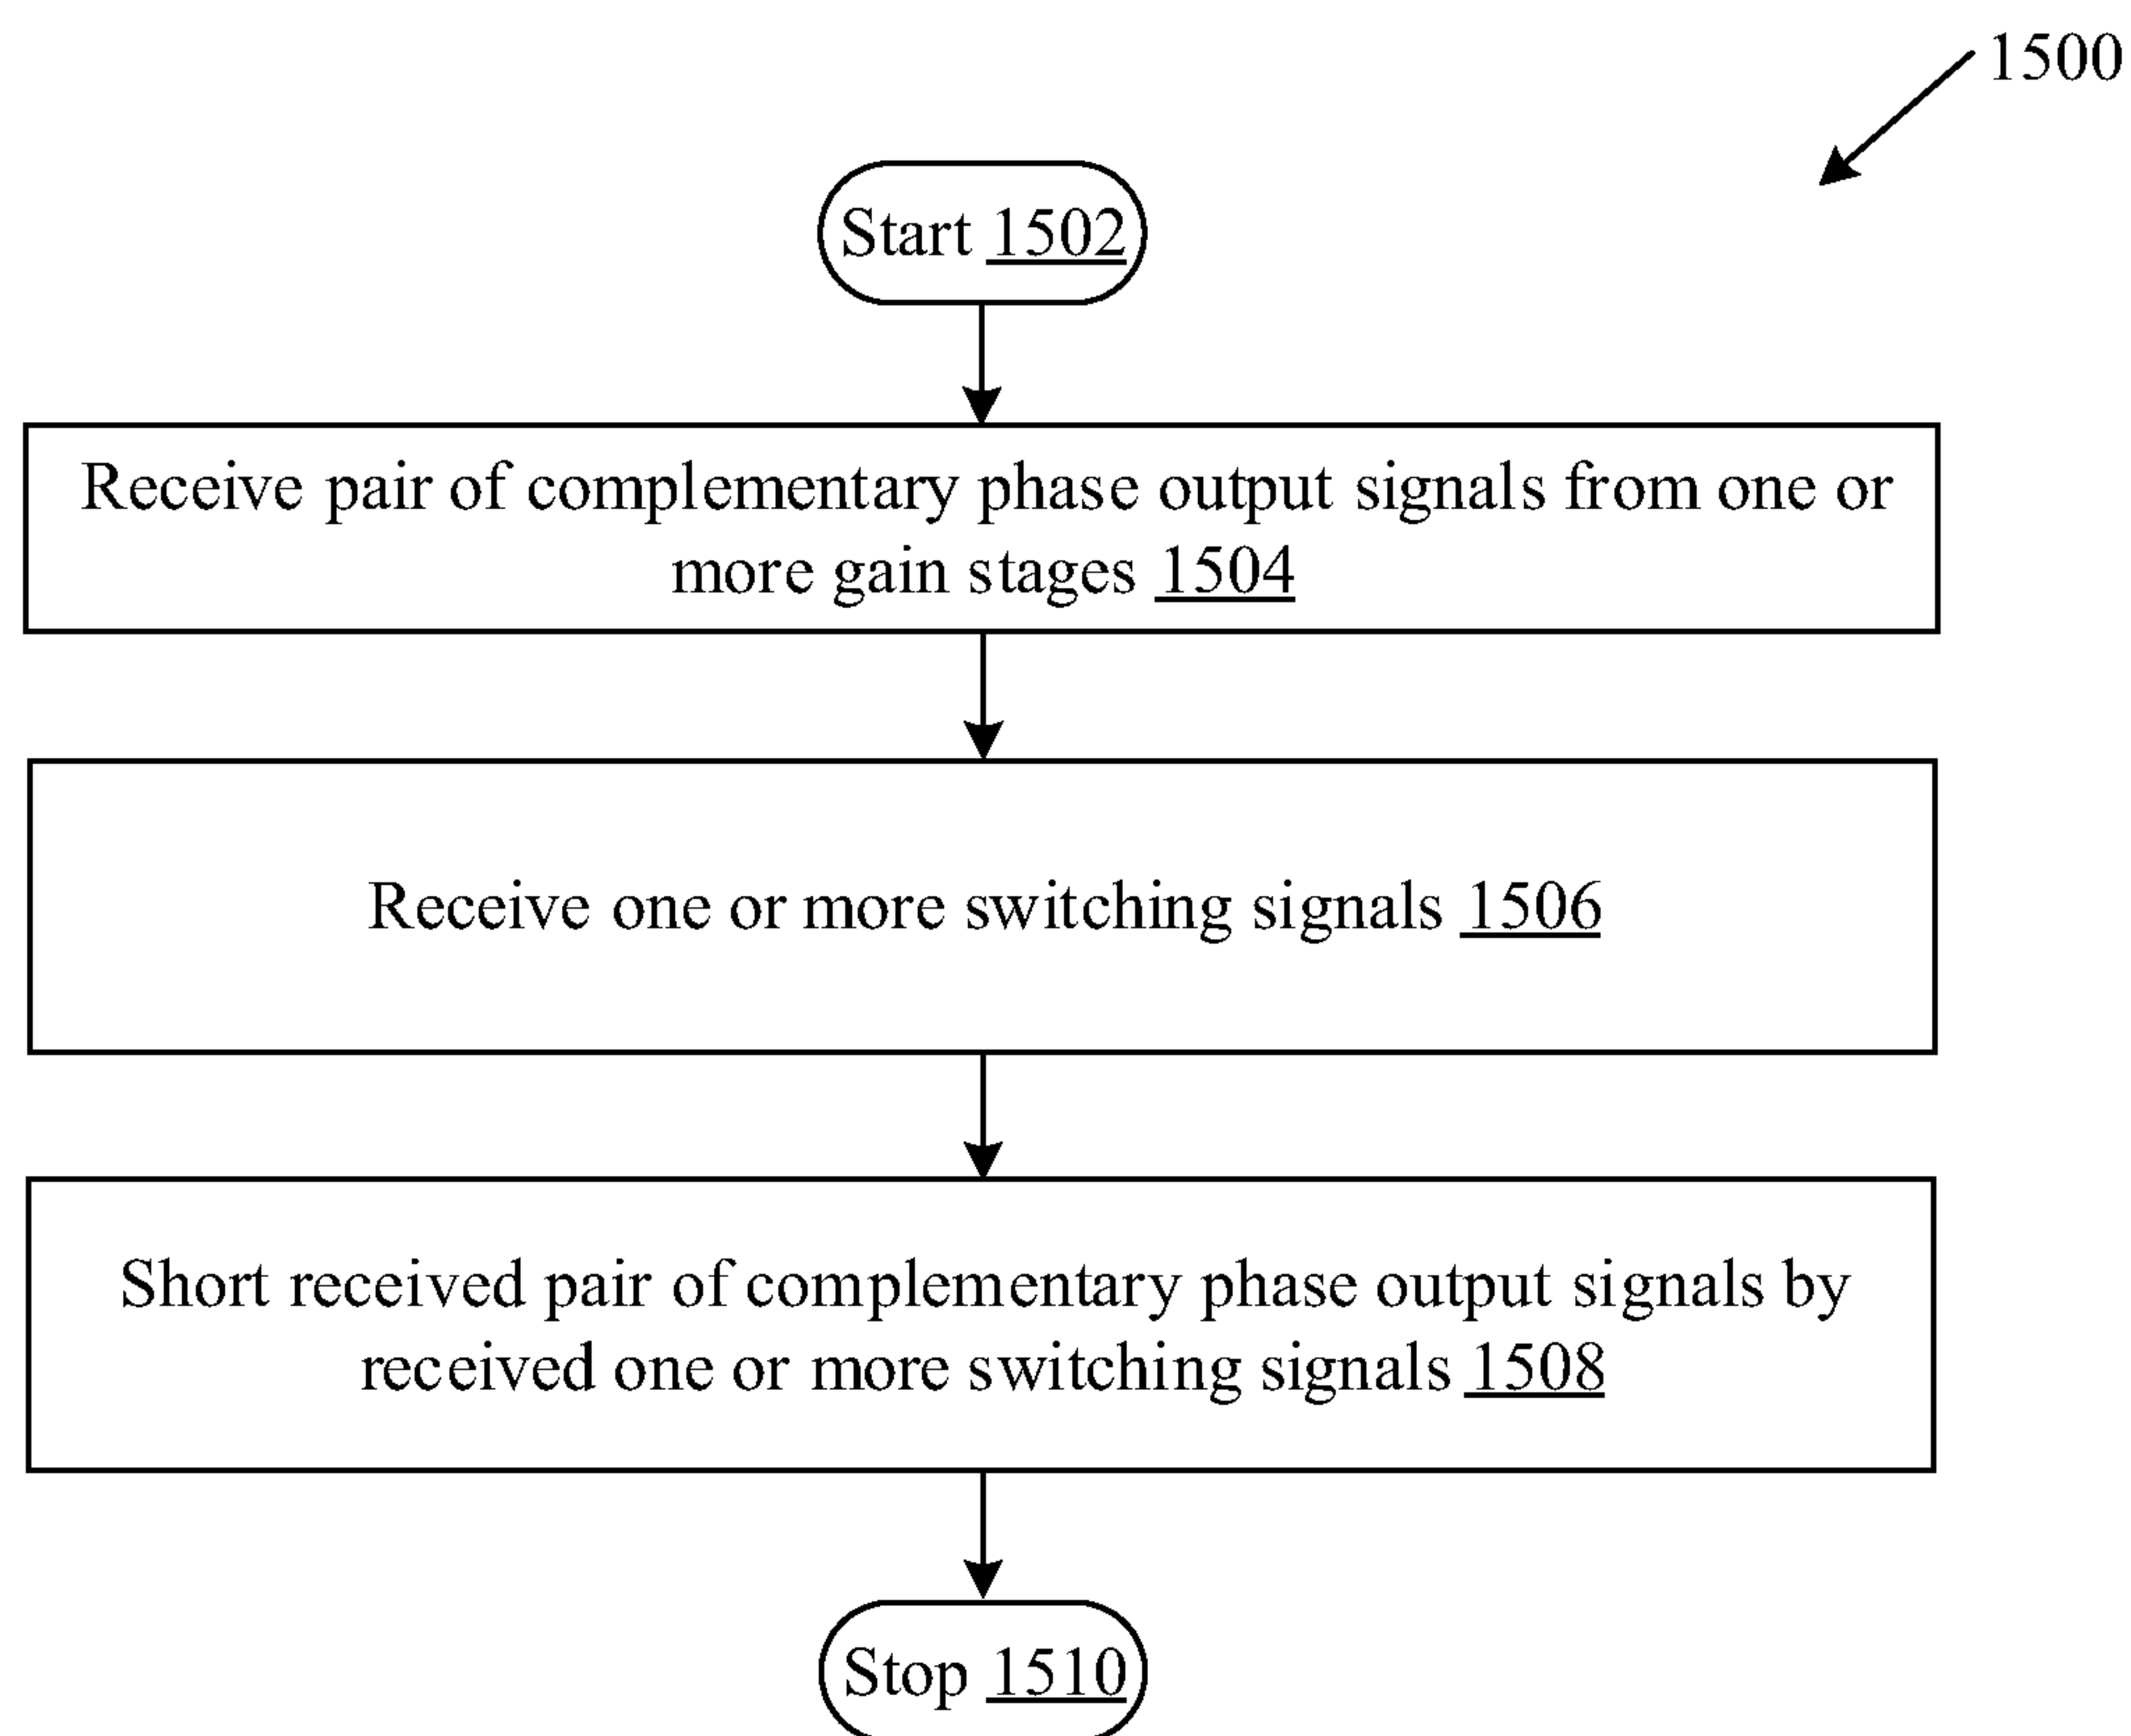 1500
Start 1502
Receive pair of complementary phase output signals from one or
more gain stages 1504
Receive one or more switching signals 1506
Short received pair of complementary phase output signals by
received one or more switching signals 1508
Stop 1510